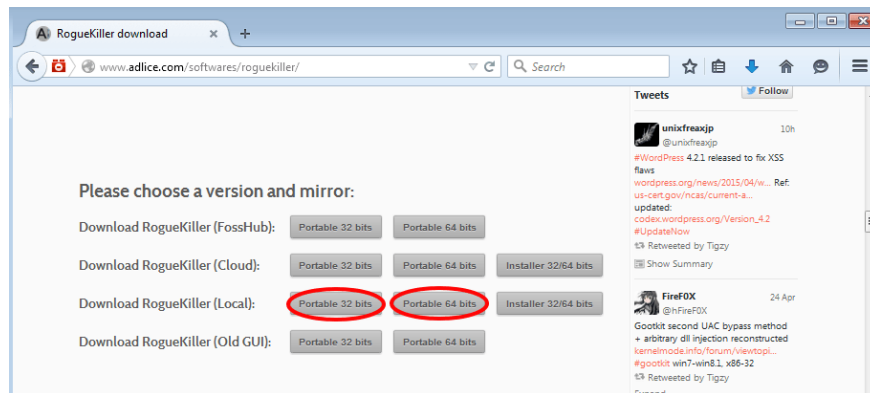 RogueKiller download
www.adlice.com/softwares/roguekiller/
Search
Please choose a version and mirror:
Download RogueKiller (FossHub): Portable 32 bits Portable 64 bits
Download RogueKiller (Cloud): Portable 32 bits Portable 64 bits Installer 32/64 bits
Download RogueKiller (Local): Portable 32 bits Portable 64 bits Installer 32/64 bits
Download RogueKiller (Old GUI): Portable 32 bits Portable 64 bits
Tweets Follow
unixfreaxjp 10h
@unixfreaxjp
#WordPress 4.2.1 released to fix XSS
flaws
wordpress.org/news/2015/04/w... Ref:
us-cert.gov/ncas/current-a...
updated:
codex.wordpress.org/Version_4.2
#UpdateNow
Retweeted by Tigzy
Show Summary
FireF0X 24 Apr
@hFireF0X
Gootkit second UAC bypass method
+ arbitrary dll injection reconstructed
kernelmode.info/forum/viewtopi...
#gootkit win7-win8.1, x86-32
Retweeted by Tigzy